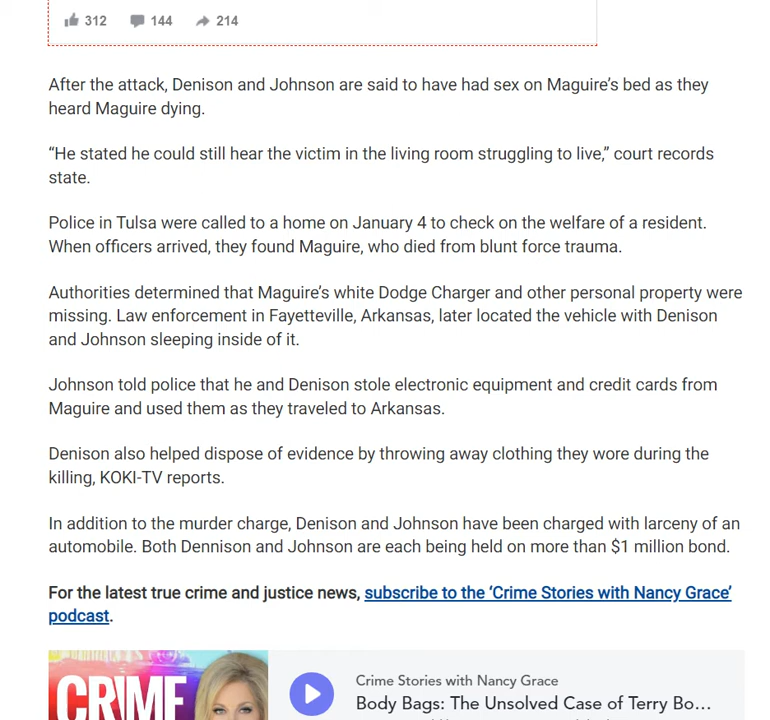 312 144 214
After the attack, Denison and Johnson are said to have had sex on Maguire’s bed as they
heard Maguire dying.
“He stated he could still hear the victim in the living room struggling to live,” court records
state.
Police in Tulsa were called to a home on January 4 to check on the welfare of a resident.
When officers arrived, they found Maguire, who died from blunt force trauma.
Authorities determined that Maguire’s white Dodge Charger and other personal property were
missing. Law enforcement in Fayetteville, Arkansas, later located the vehicle with Denison
and Johnson sleeping inside of it.
Johnson told police that he and Denison stole electronic equipment and credit cards from
Maguire and used them as they traveled to Arkansas.
Denison also helped dispose of evidence by throwing away clothing they wore during the
killing, KOKI-TV reports.
In addition to the murder charge, Denison and Johnson have been charged with larceny of an
automobile. Both Dennison and Johnson are each being held on more than $1 million bond.
For the latest true crime and justice news, subscribe to the ‘Crime Stories with Nancy Grace’
podcast.
CRIME
Crime Stories with Nancy Grace
Body Bags: The Unsolved Case of Terry Bo…